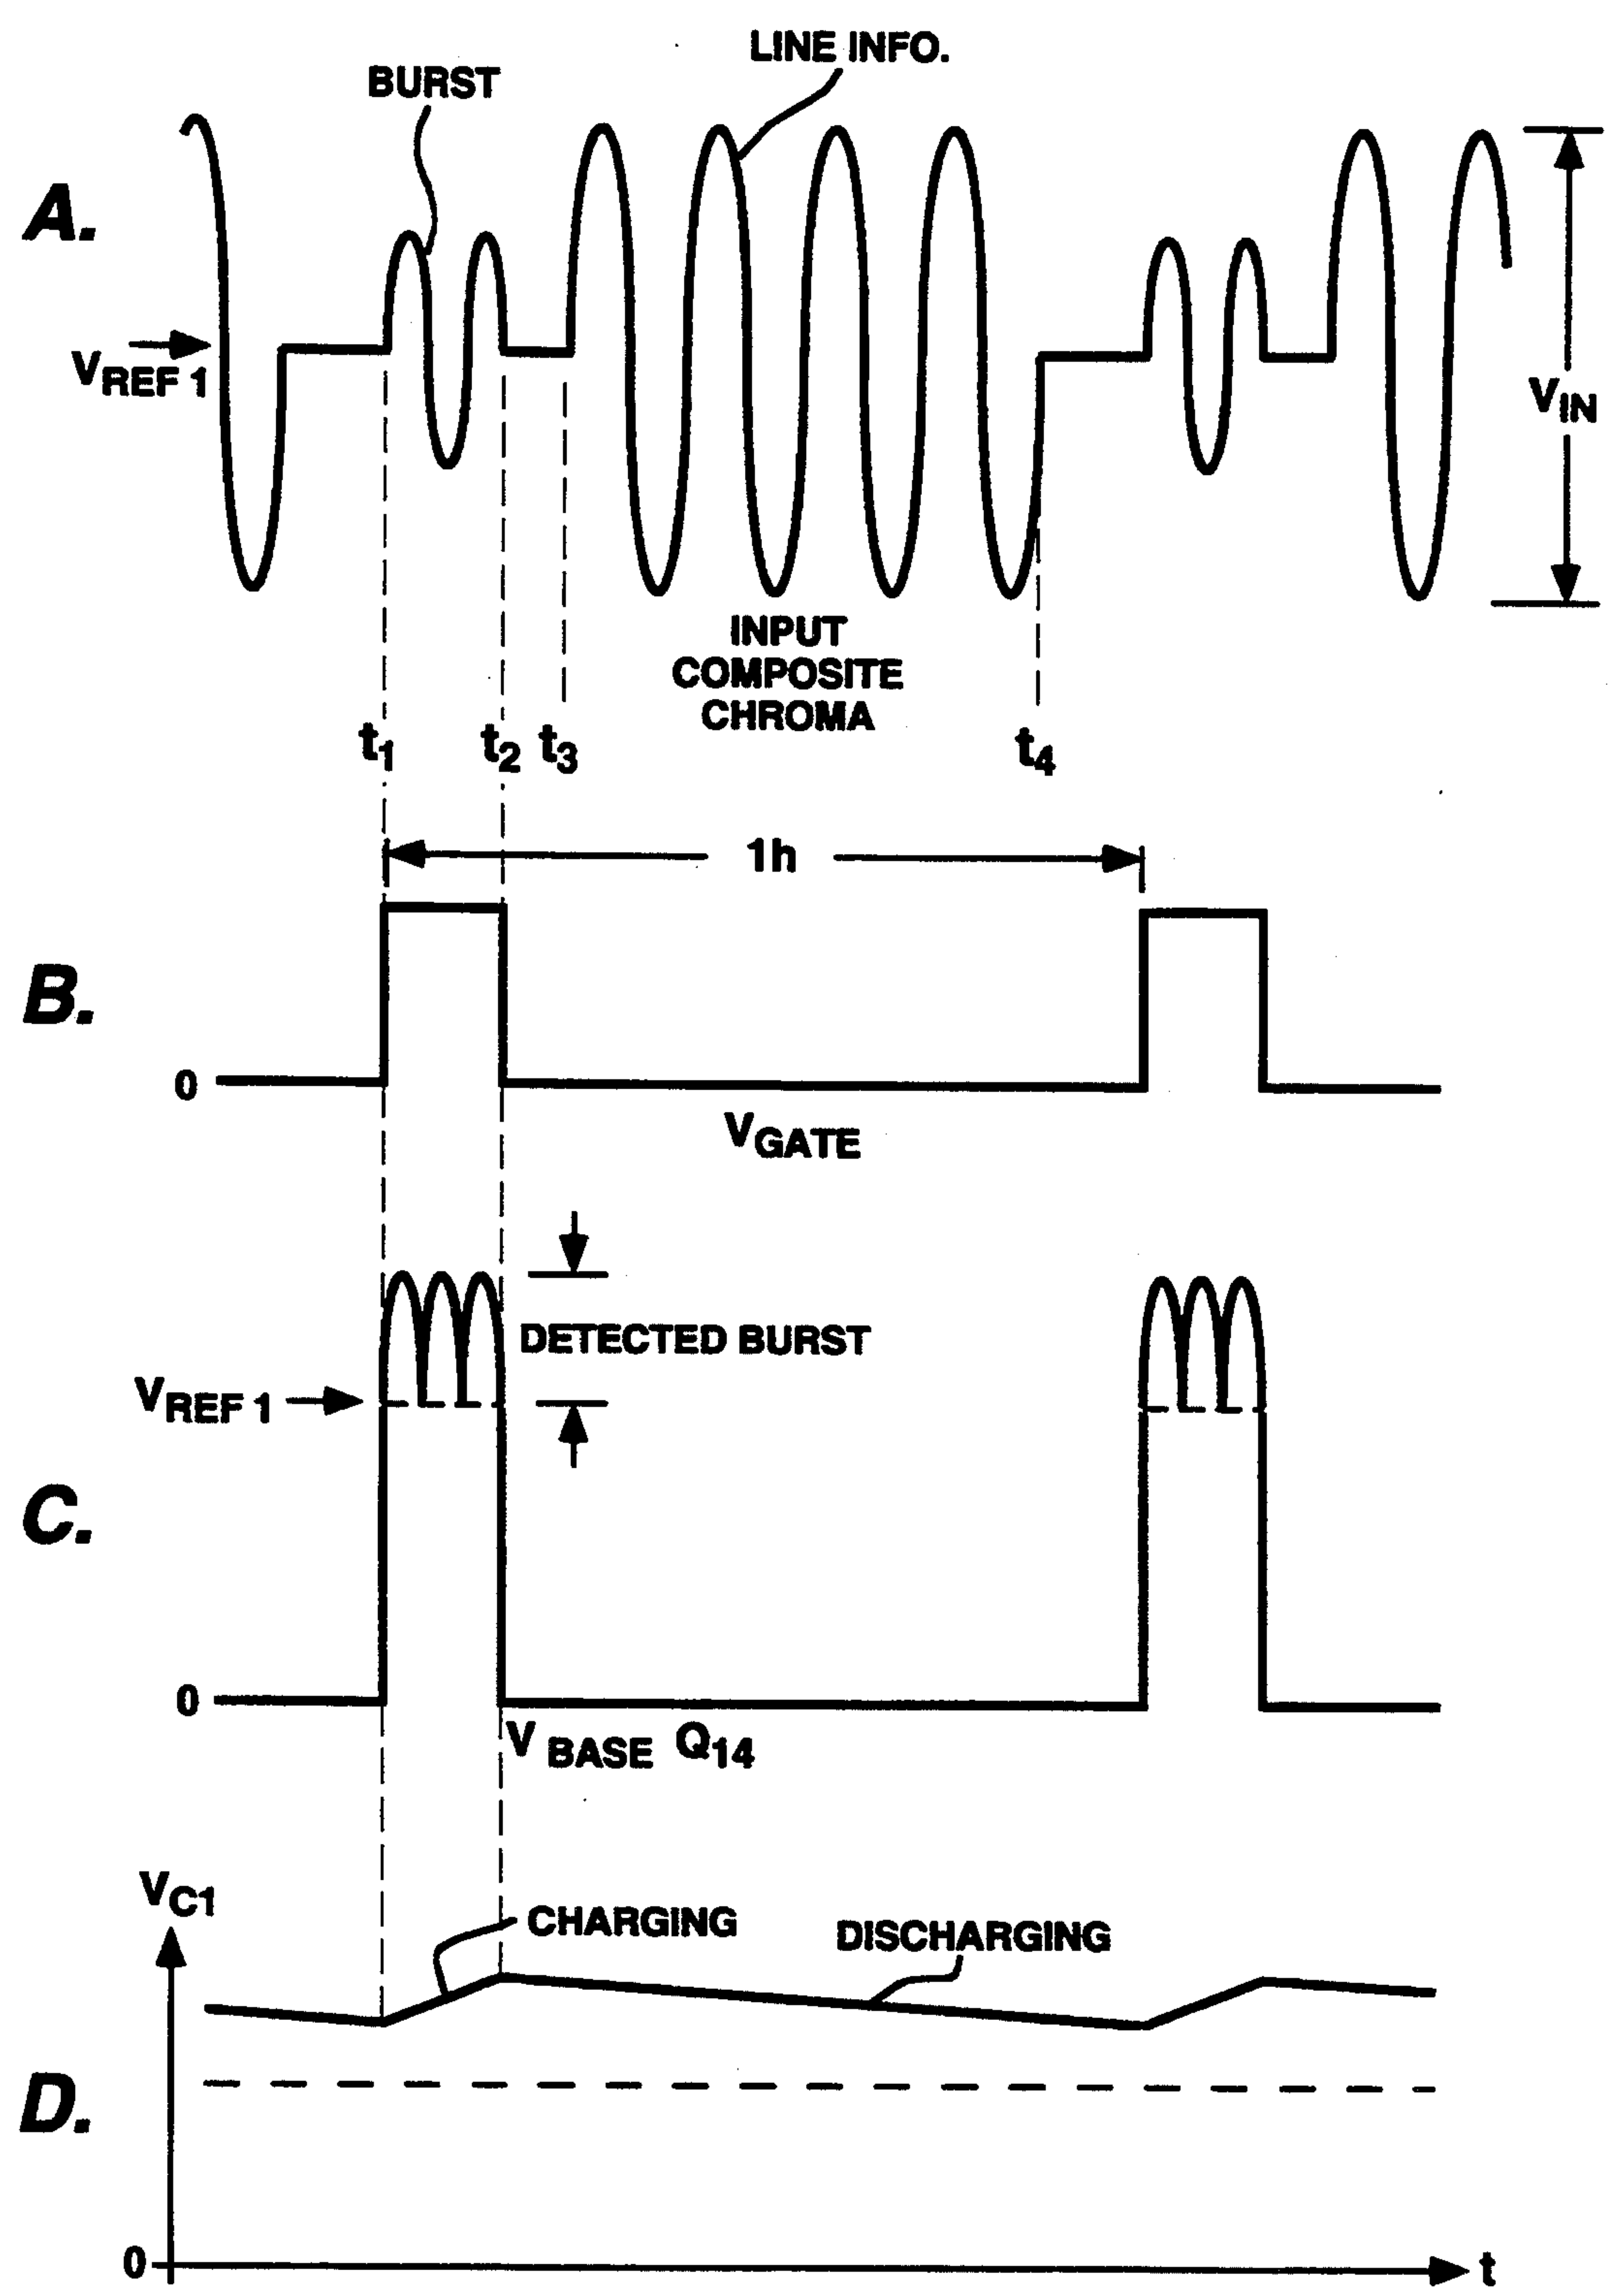 LINE INFO.
BURST
A.
VREF 1
VIN
INPUT
COMPOSITE
CHROMA
t1 t2 t3 t4
1h
B.
0
VGATE
DETECTED BURST
VREF 1
C.
0
V BASE Q14
VC1
CHARGING
DISCHARGING
D.
0
t